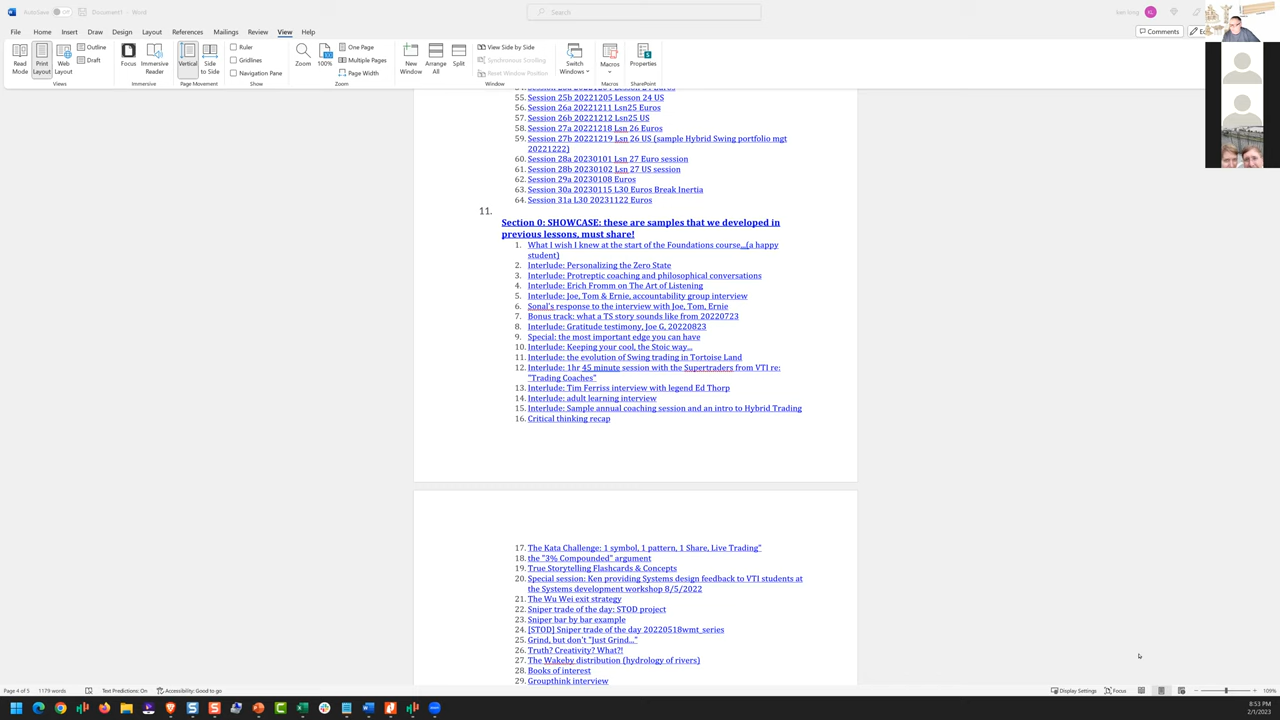 AutoSave Off Document1 - Word
Search
ken long KL
File Home Insert Draw Design Layout References Mailings Review View Help
Comments
Read Mode
Print Layout
Web Layout
Outline
Draft
Views
Focus
Immersive Reader
Immersive
Vertical
Side to Side
Page Movement
Ruler
Gridlines
Navigation Pane
Show
Zoom
100%
One Page
Multiple Pages
Page Width
Zoom
New Window
Arrange All
Split
View Side by Side
Synchronous Scrolling
Reset Window Position
Window
Switch Windows
Macros
Macros
Properties
SharePoint
55. Session 25b 20221205 Lesson 24 US
56. Session 26a 20221211 Lsn25 Euros
57. Session 26b 20221212 Lsn25 US
58. Session 27a 20221218 Lsn 26 Euros
59. Session 27b 20221219 Lsn 26 US (sample Hybrid Swing portfolio mgt
20221222)
60. Session 28a 20230101 Lsn 27 Euro session
61. Session 28b 20230102 Lsn 27 US session
62. Session 29a 20230108 Euros
63. Session 30a 20230115 L30 Euros Break Inertia
64. Session 31a L30 20231122 Euros
11.
Section 0: SHOWCASE: these are samples that we developed in
previous lessons, must share!
1. What I wish I knew at the start of the Foundations course...(a happy
student)
2. Interlude: Personalizing the Zero State
3. Interlude: Protreptic coaching and philosophical conversations
4. Interlude: Erich Fromm on The Art of Listening
5. Interlude: Joe, Tom & Ernie, accountability group interview
6. Sonal's response to the interview with Joe, Tom, Ernie
7. Bonus track: what a TS story sounds like from 20220723
8. Interlude: Gratitude testimony, Joe G, 20220823
9. Special: the most important edge you can have
10. Interlude: Keeping your cool, the Stoic way...
11. Interlude: the evolution of Swing trading in Tortoise Land
12. Interlude: 1hr 45 minute session with the Supertraders from VTI re:
"Trading Coaches"
13. Interlude: Tim Ferriss interview with legend Ed Thorp
14. Interlude: adult learning interview
15. Interlude: Sample annual coaching session and an intro to Hybrid Trading
16. Critical thinking recap
17. The Kata Challenge: 1 symbol, 1 pattern, 1 Share, Live Trading"
18. the "3% Compounded" argument
19. True Storytelling Flashcards & Concepts
20. Special session: Ken providing Systems design feedback to VTI students at
the Systems development workshop 8/5/2022
21. The Wu Wei exit strategy
22. Sniper trade of the day: STOD project
23. Sniper bar by bar example
24. [STOD] Sniper trade of the day 20220518wmt_series
25. Grind, but don't "Just Grind..."
26. Truth? Creativity? What?!
27. The Wakeby distribution (hydrology of rivers)
28. Books of interest
29. Groupthink interview
Page 4 of 5 1179 words Text Predictions: On Accessibility: Good to go
Display Settings Focus 109%
8:53 PM
2/1/2023